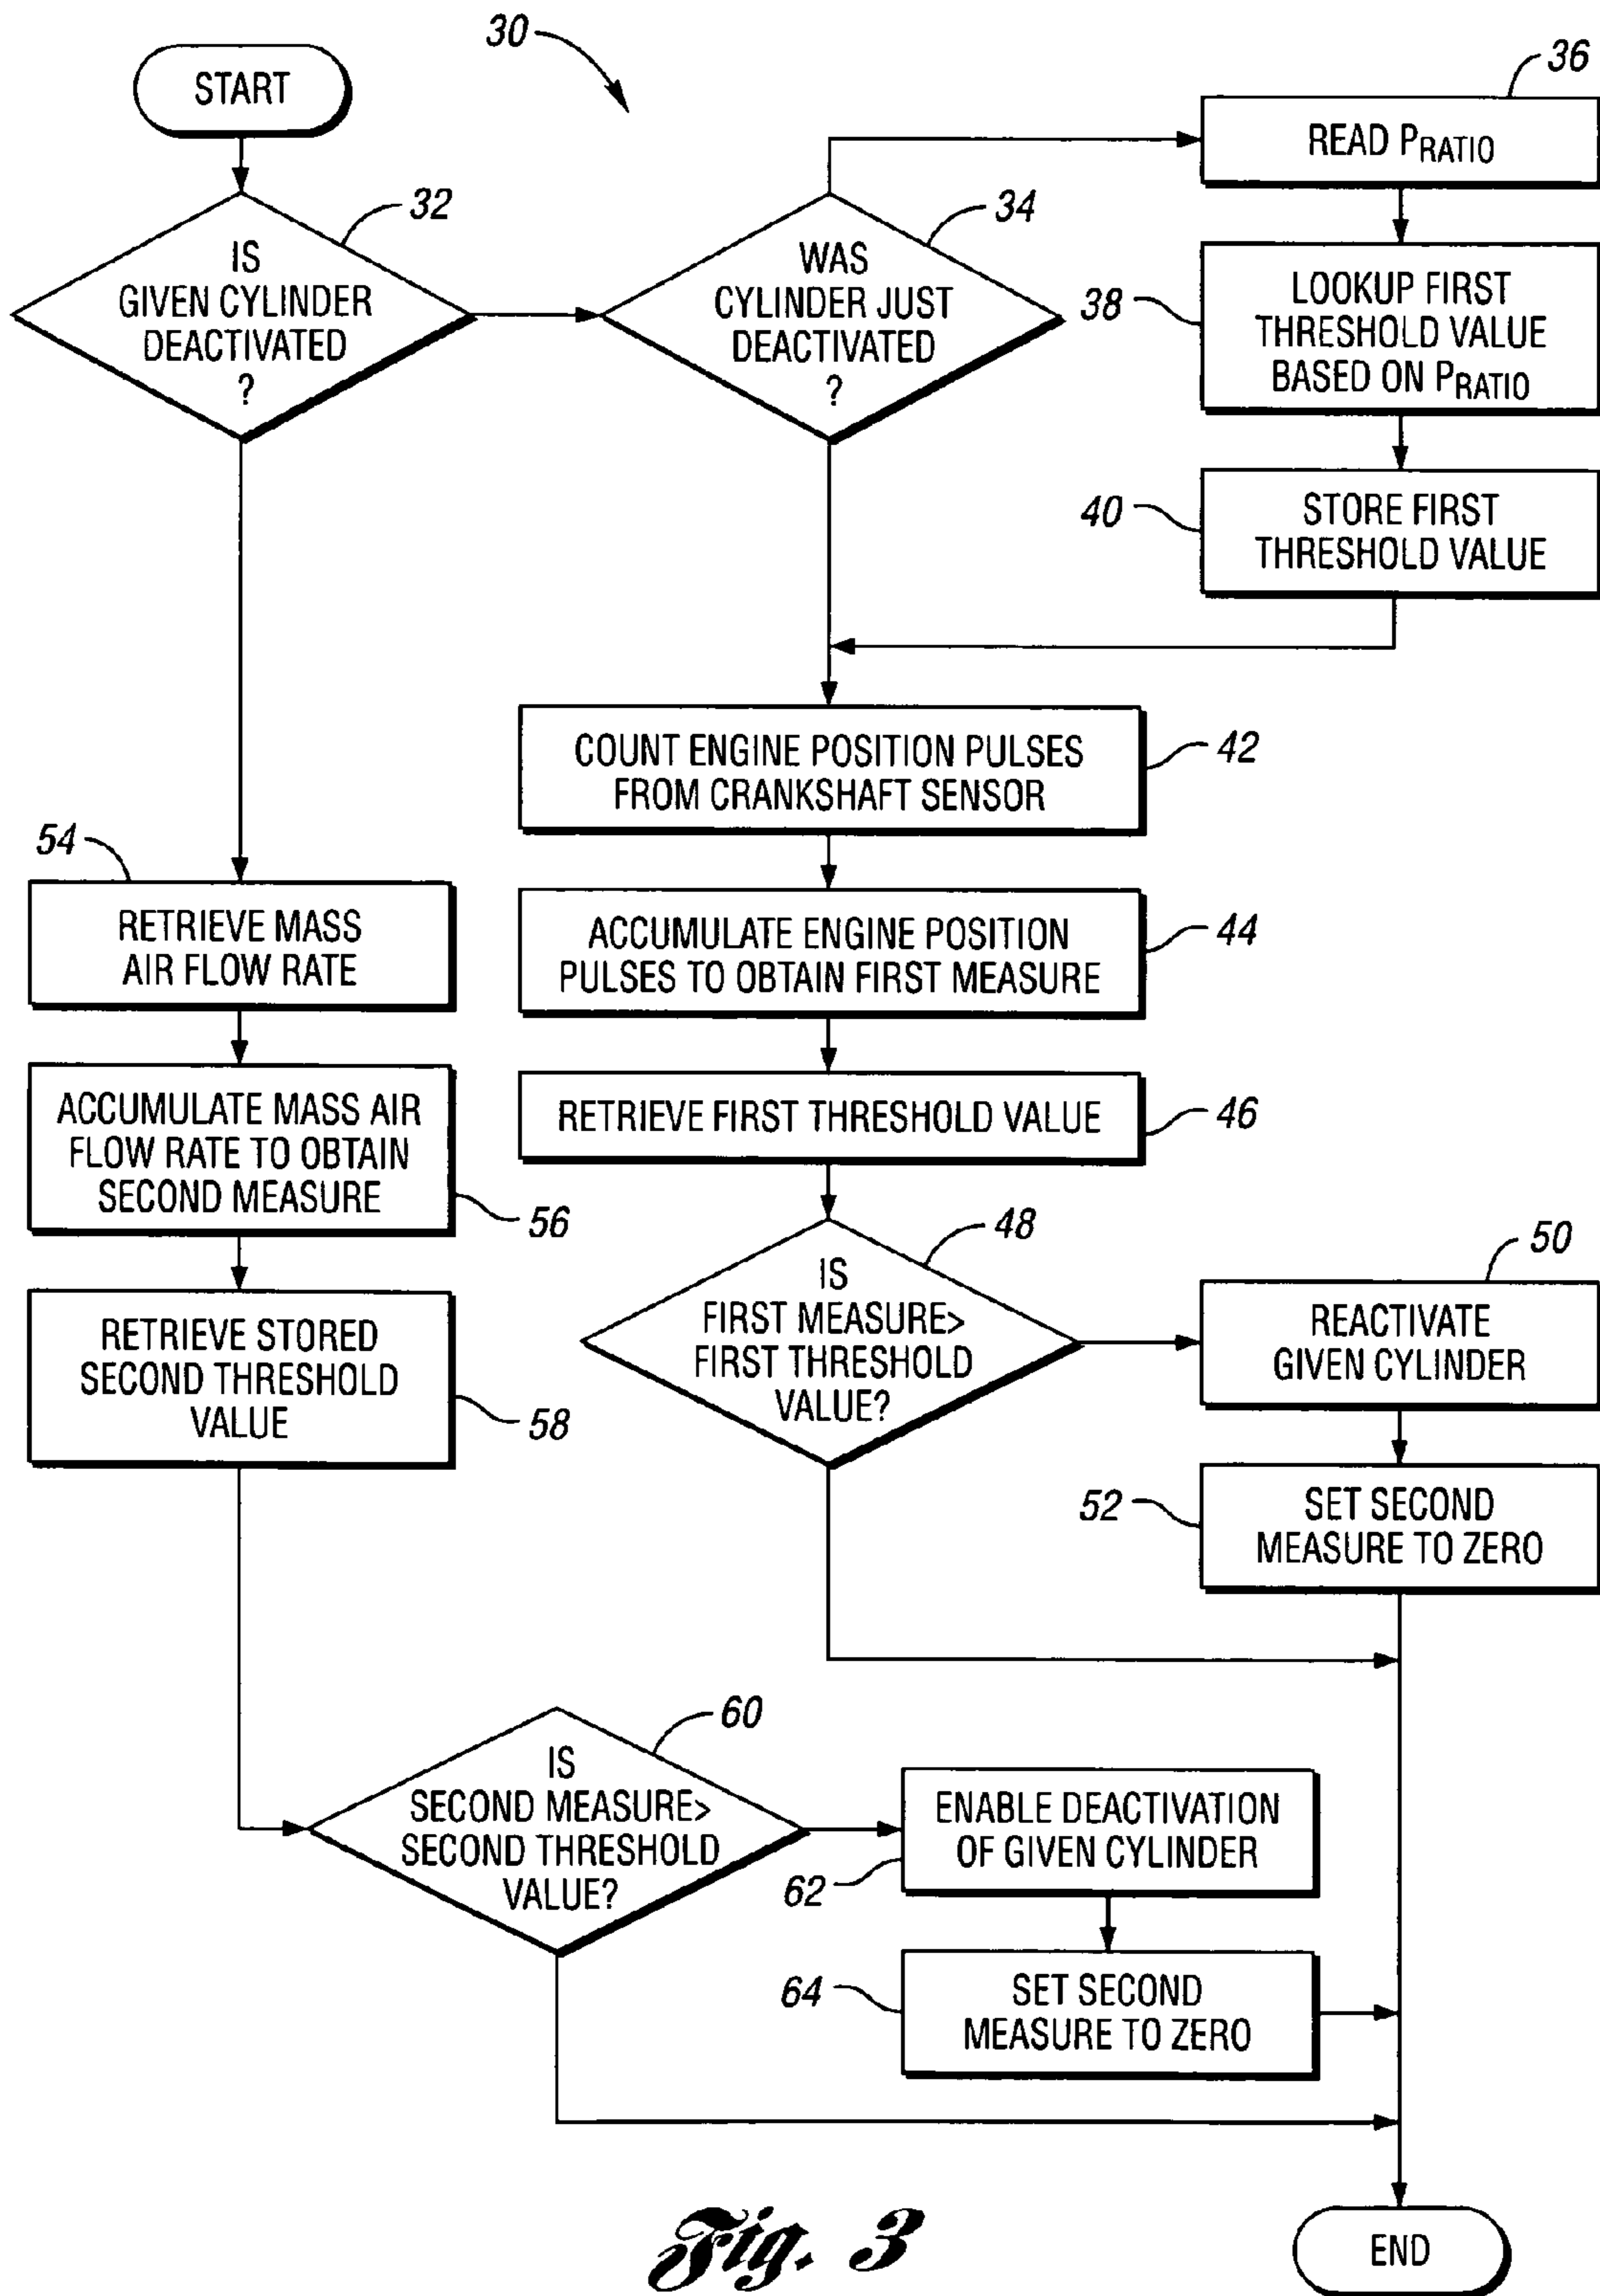 30
START
36
READ PRATIO
32
IS
GIVEN CYLINDER
DEACTIVATED
?
34
WAS
CYLINDER JUST
DEACTIVATED
?
38
LOOKUP FIRST
THRESHOLD VALUE
BASED ON PRATIO
40
STORE FIRST
THRESHOLD VALUE
COUNT ENGINE POSITION PULSES
FROM CRANKSHAFT SENSOR
42
54
RETRIEVE MASS
AIR FLOW RATE
ACCUMULATE ENGINE POSITION
PULSES TO OBTAIN FIRST MEASURE
44
ACCUMULATE MASS AIR
FLOW RATE TO OBTAIN
SECOND MEASURE
56
RETRIEVE FIRST THRESHOLD VALUE
46
RETRIEVE STORED
SECOND THRESHOLD
VALUE
58
48
IS
FIRST MEASURE>
FIRST THRESHOLD
VALUE?
50
REACTIVATE
GIVEN CYLINDER
52
SET SECOND
MEASURE TO ZERO
60
IS
SECOND MEASURE>
SECOND THRESHOLD
VALUE?
ENABLE DEACTIVATION
OF GIVEN CYLINDER
62
64
SET SECOND
MEASURE TO ZERO
END
Fig. 3